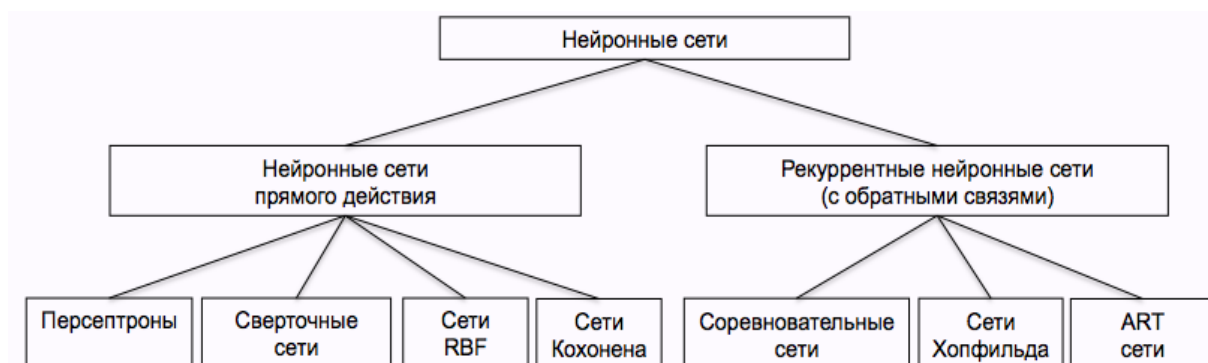 Нейронные сети
Нейронные сети
прямого действия
Рекуррентные нейронные сети
(с обратными связями)
Персептроны
Сверточные
сети
Сети
RBF
Сети
Кохонена
Соревновательные
сети
Сети
Хопфильда
ART
сети